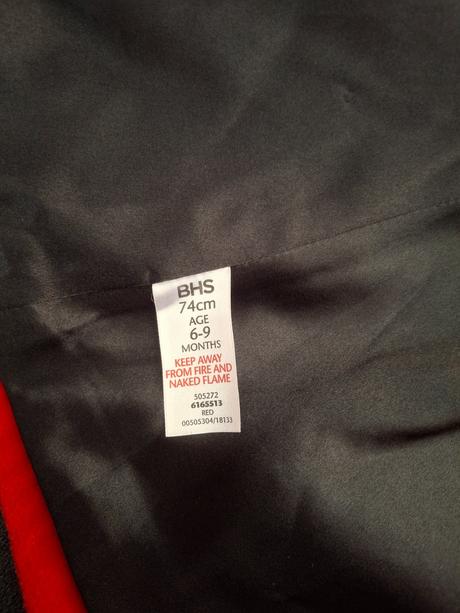 BHS
74cm
AGE
6-9
MONTHS
KEEP AWAY
FROM FIRE AND
NAKED FLAME
505272
6165513
RED
00505304/18133